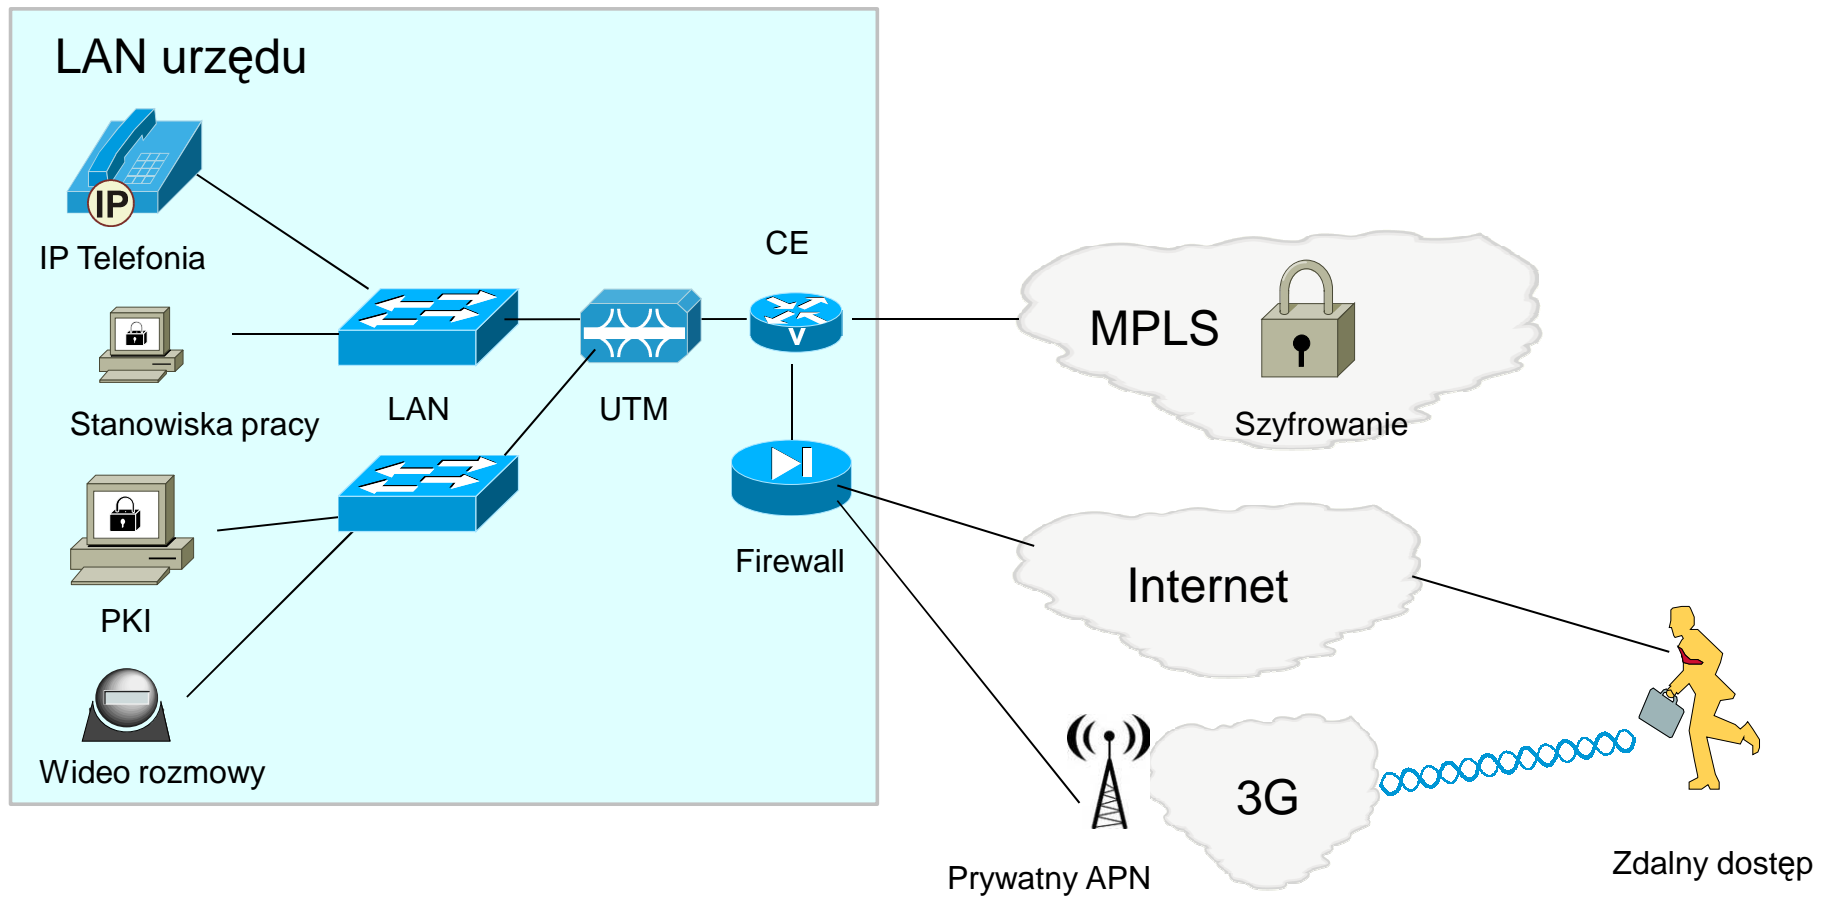 LAN urzędu
IP
IP Telefonia
CE
V
MPLS
Szyfrowanie
Stanowiska pracy
LAN
UTM
Firewall
Internet
PKI
Wideo rozmowy
3G
Prywatny APN
Zdalny dostęp